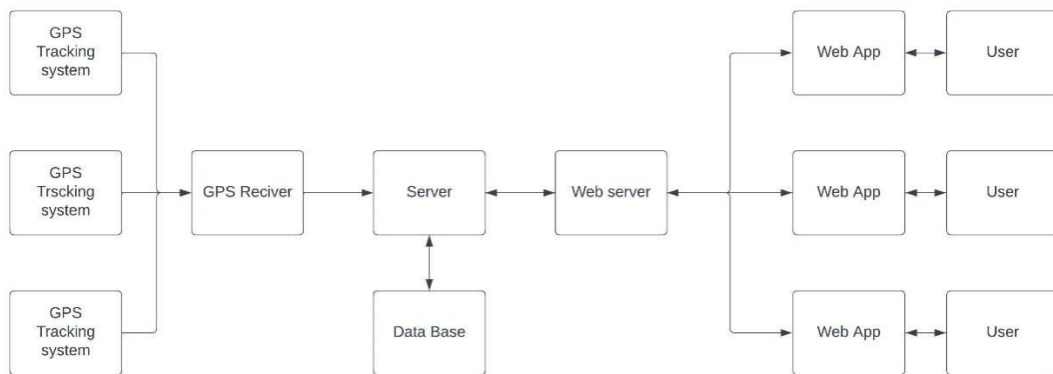 GPS
Tracking
system
Web App
User
GPS
Trscking
system
GPS Reciver
Server
Web server
Web App
User
GPS
Tracking
system
Data Base
Web App
User